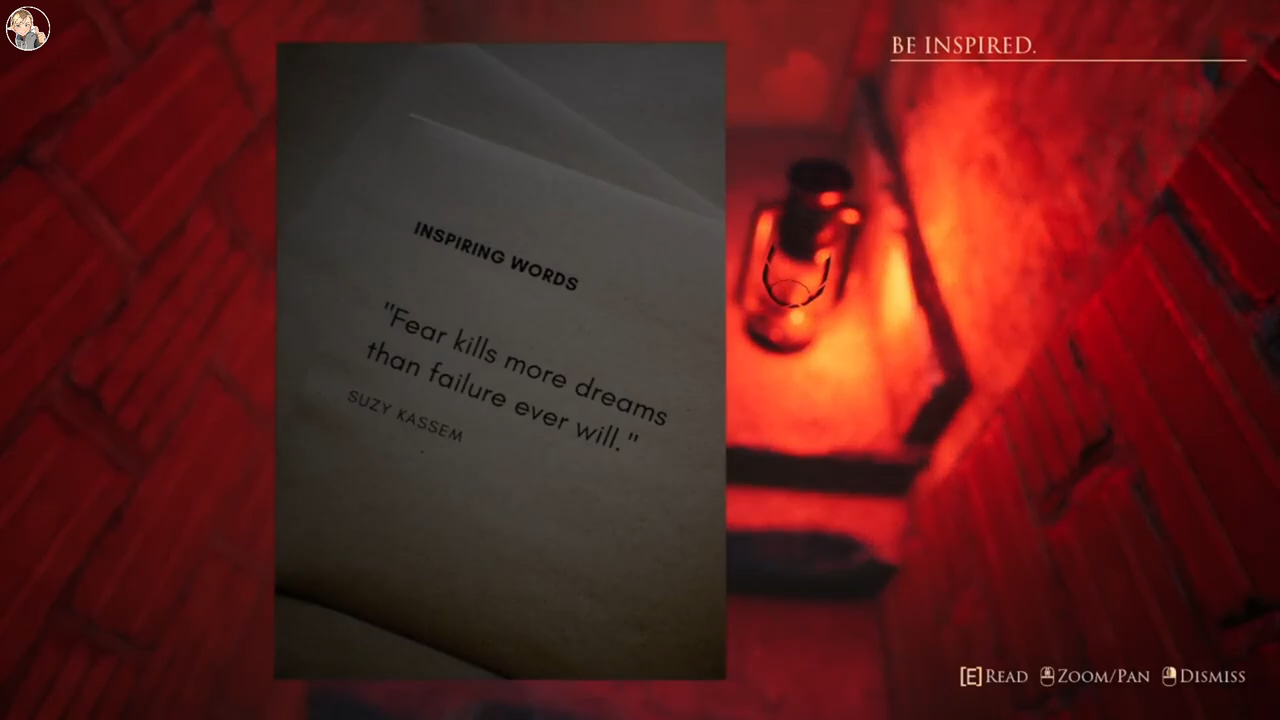 BE INSPIRED.
INSPIRING WORDS
"Fear kills more dreams
than failure ever will."
SUZY KASSEM
[E] READ ZOOM/PAN DISMISS